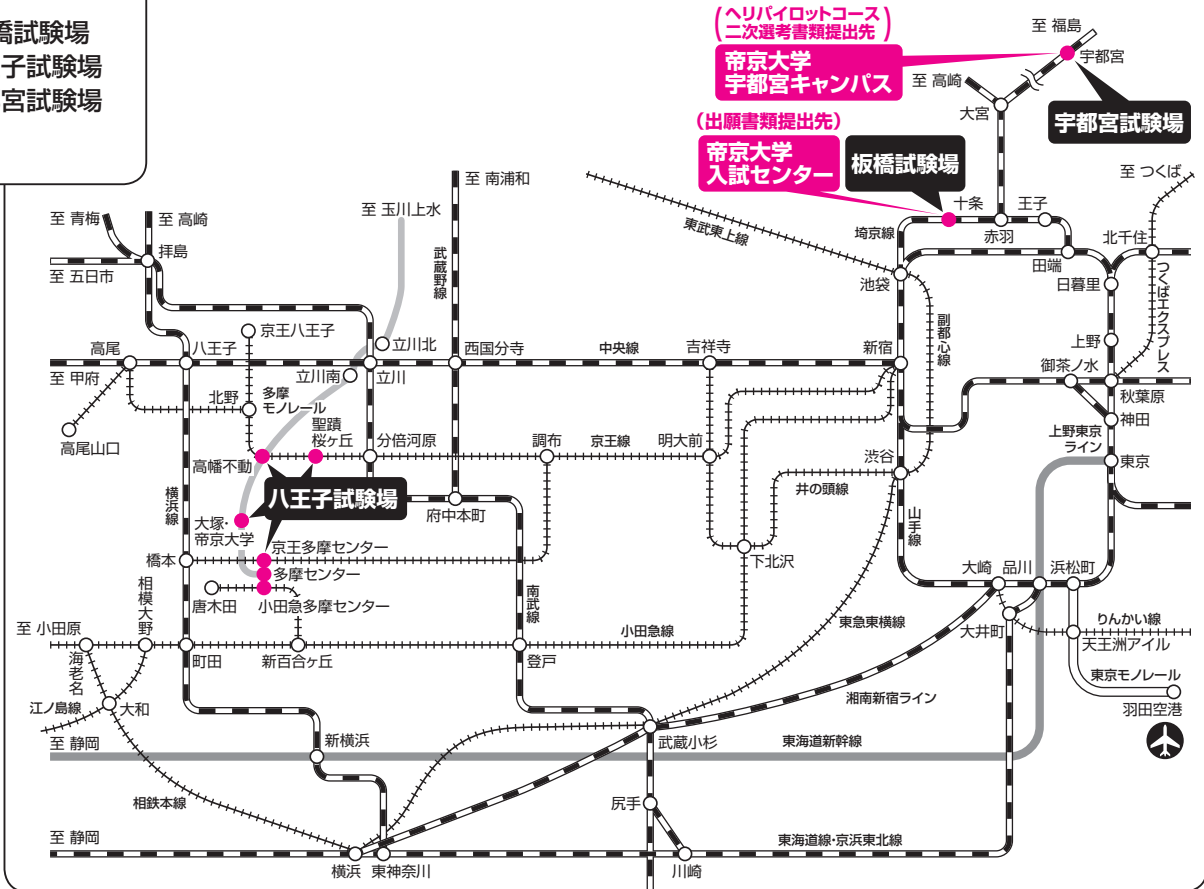 橋試験場
子試験場
宮試験場
(ヘリパイロットコース
二次選考書類提出先)
帝京大学
宇都宮キャンパス
至 福島
宇都宮
至 高崎
大宮
宇都宮試験場
(出願書類提出先)
帝京大学
入試センター
板橋試験場
至 つくば
十条
王子
赤羽
埼京線
田端
北千住
日暮里
つくばエクスプレス
東武東上線
池袋
副都心線
上野
至 南浦和
至 玉川上水
武蔵野線
至 青梅
至 高崎
拝島
至 五日市
京王八王子
立川北
高尾
八王子
西国分寺
中央線
吉祥寺
新宿
御茶ノ水
秋葉原
至 甲府
立川南
立川
北野
多摩
モノレール
神田
高尾山口
聖蹟
桜ヶ丘
分倍河原
調布
京王線
明大前
上野東京
ライン
東京
高幡不動
渋谷
井の頭線
八王子試験場
横浜線
府中本町
山手線
大塚・
帝京大学
京王多摩センター
橋本
下北沢
多摩センター
大崎
品川
浜松町
唐木田
小田急多摩センター
南武線
相模大野
至 小田原
小田急線
東急東横線
大井町
りんかい線
天王洲アイル
海老名
町田
新百合ヶ丘
登戸
東京モノレール
江ノ島線
大和
湘南新宿ライン
羽田空港
至 静岡
新横浜
武蔵小杉
東海道新幹線
相鉄本線
尻手
至 静岡
東海道線・京浜東北線
横浜
東神奈川
川崎